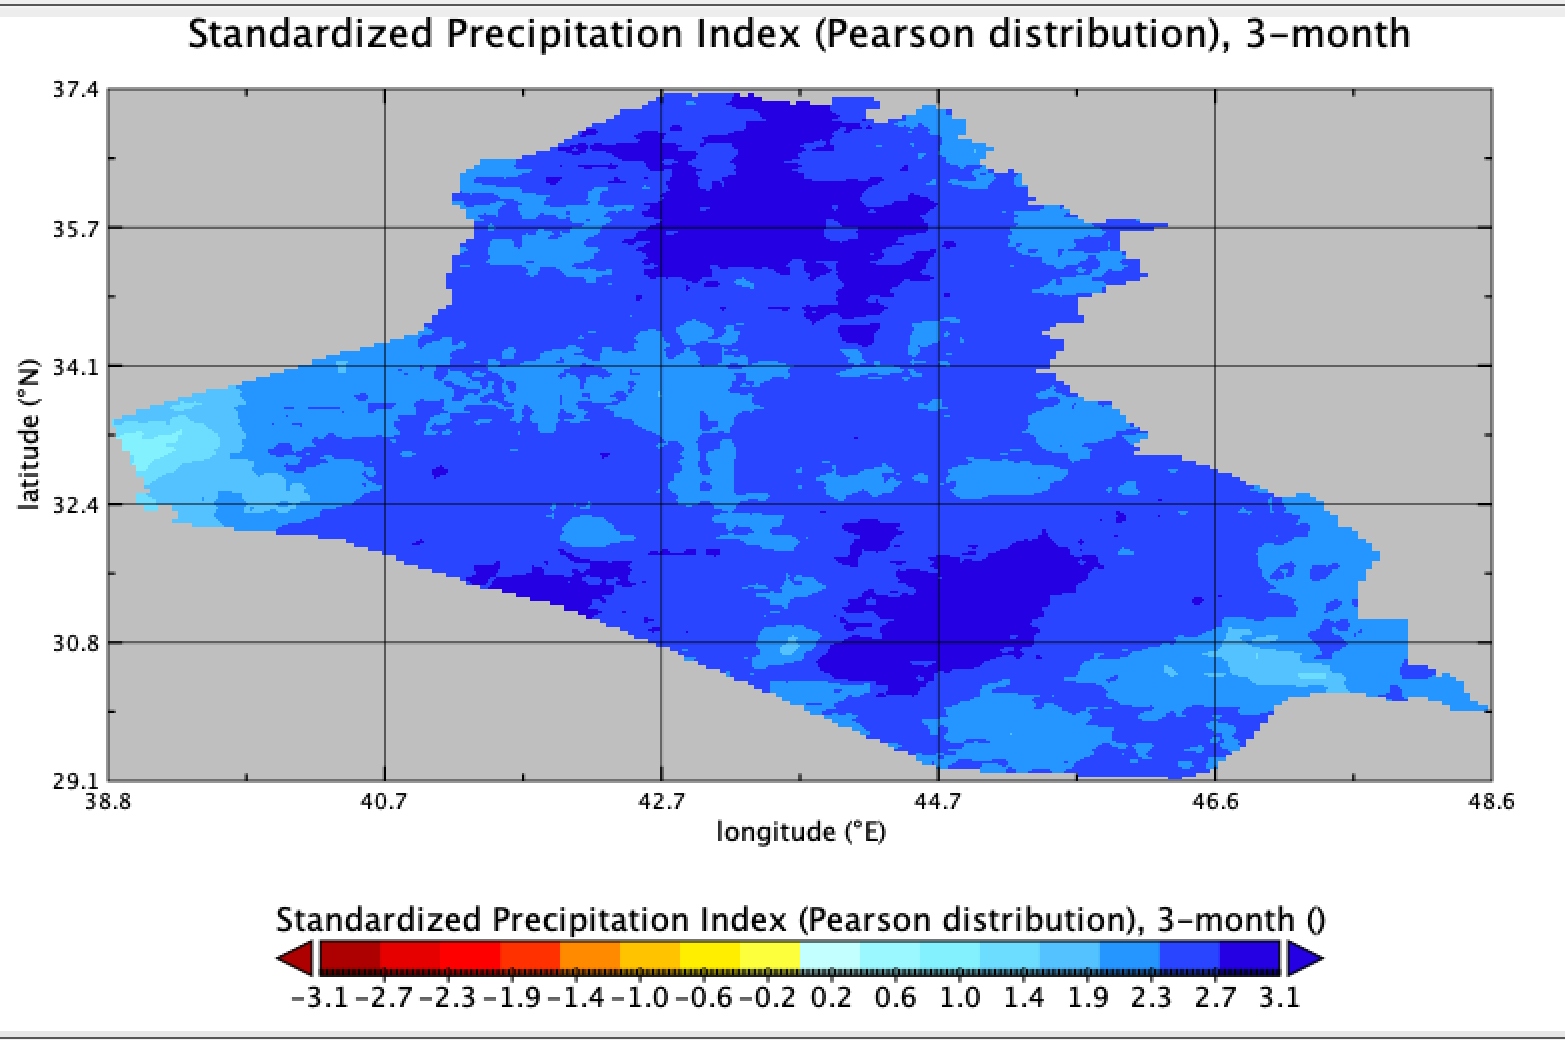 Standardized Precipitation Index (Pearson distribution), 3-month
37.4
35.7
34.1
32.4
30.8
29.1
latitude (°N)
38.8 40.7 42.7 44.7 46.6 48.6
longitude (°E)
Standardized Precipitation Index (Pearson distribution), 3-month ()
-3.1 -2.7 -2.3 -1.9 -1.4 -1.0 -0.6 -0.2 0.2 0.6 1.0 1.4 1.9 2.3 2.7 3.1